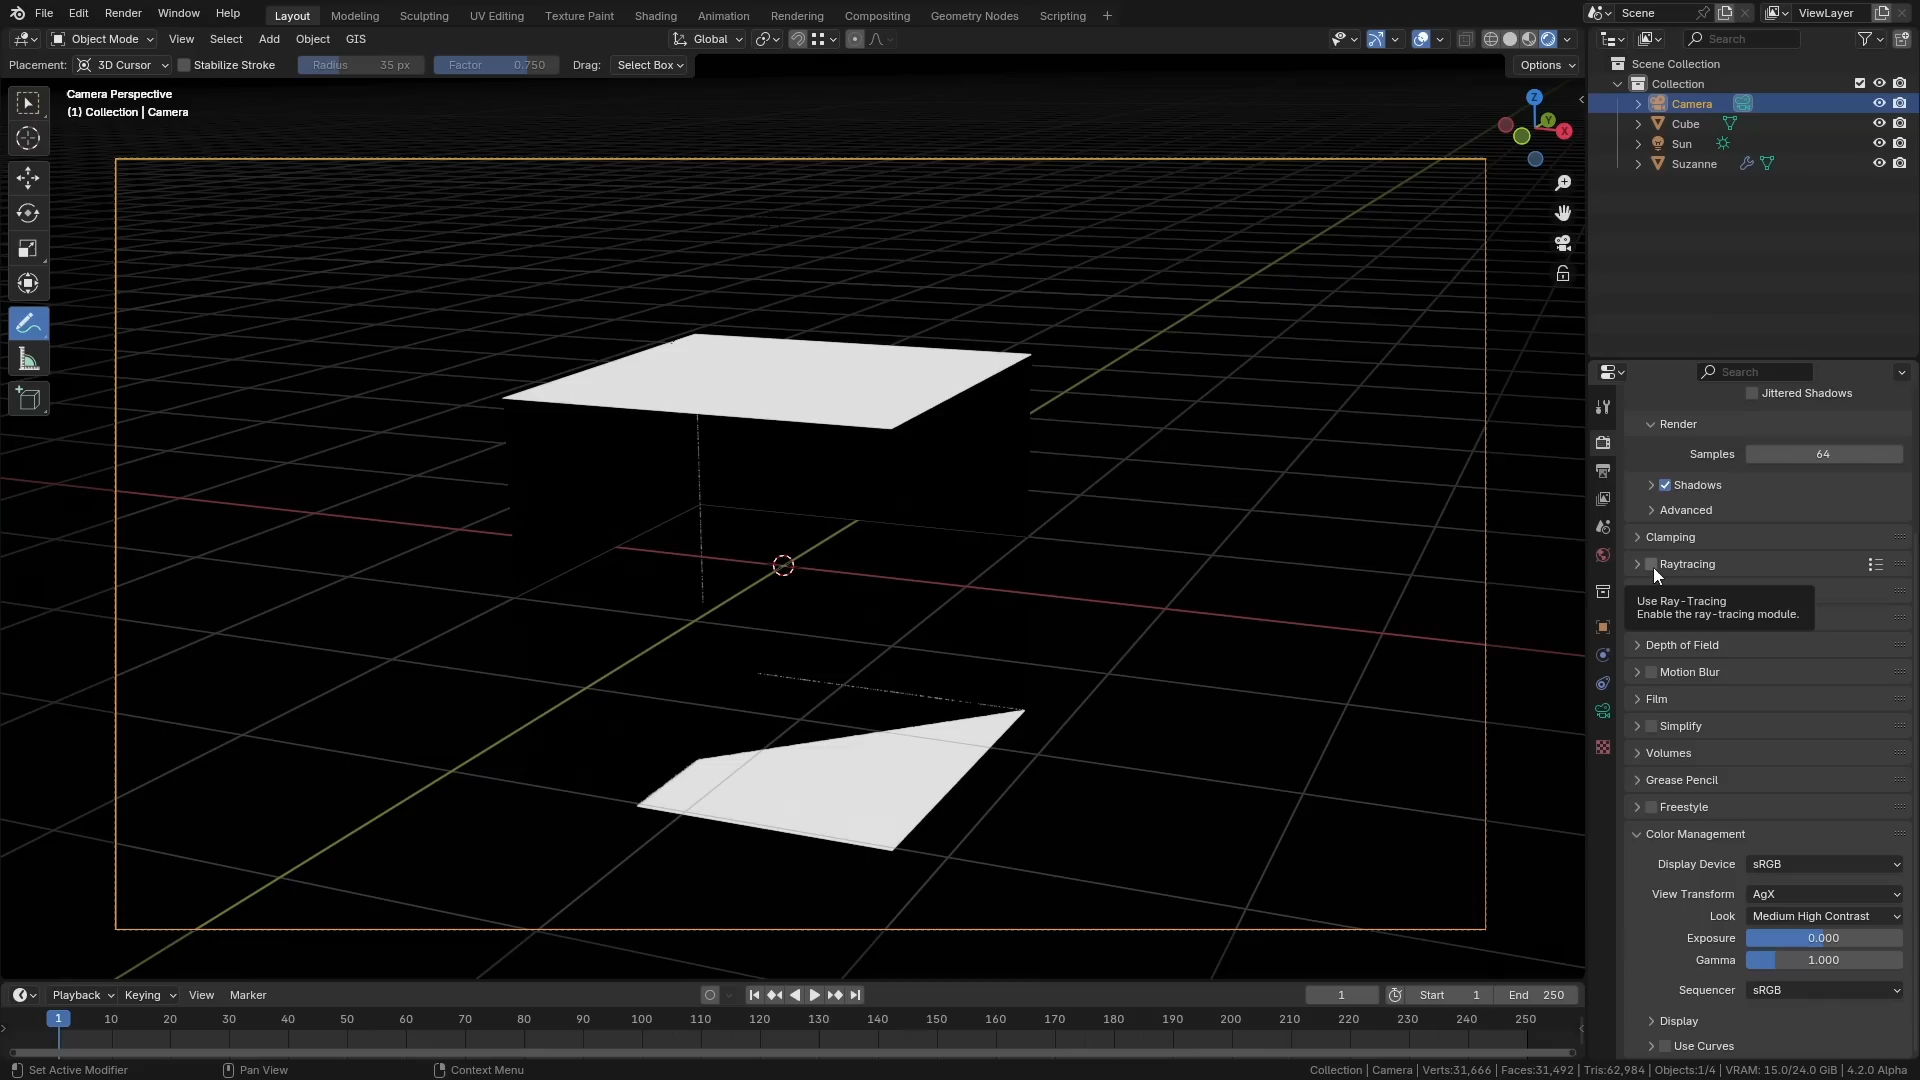 File Edit Render Window Help Layout Modeling Sculpting UV Editing Texture Paint Shading Animation Rendering Compositing Geometry Nodes Scripting + Scene ViewLayer
Object Mode View Select Add Object GIS Global Search
Placement: 3D Cursor Stabilize Stroke Radius 35 px Factor 0.750 Drag: Select Box Options
Camera Perspective
(1) Collection | Camera
Z
Y
X
Scene Collection
Collection
Camera
Cube
Sun
Suzanne
Search
Jittered Shadows
Render
Samples 64
Shadows
Advanced
Clamping
Raytracing
Use Ray-Tracing
Enable the ray-tracing module.
Depth of Field
Motion Blur
Film
Simplify
Volumes
Grease Pencil
Freestyle
Color Management
Display Device sRGB
View Transform AgX
Look Medium High Contrast
Exposure 0.000
Gamma 1.000
Sequencer sRGB
Display
Use Curves
Playback Keying View Marker 1 Start 1 End 250
1 10 20 30 40 50 60 70 80 90 100 110 120 130 140 150 160 170 180 190 200 210 220 230 240 250
Set Active Modifier Pan View Context Menu Collection | Camera | Verts:31,666 | Faces:31,492 | Tris:62,984 | Objects:1/4 | VRAM: 15.0/24.0 GiB | 4.2.0 Alpha